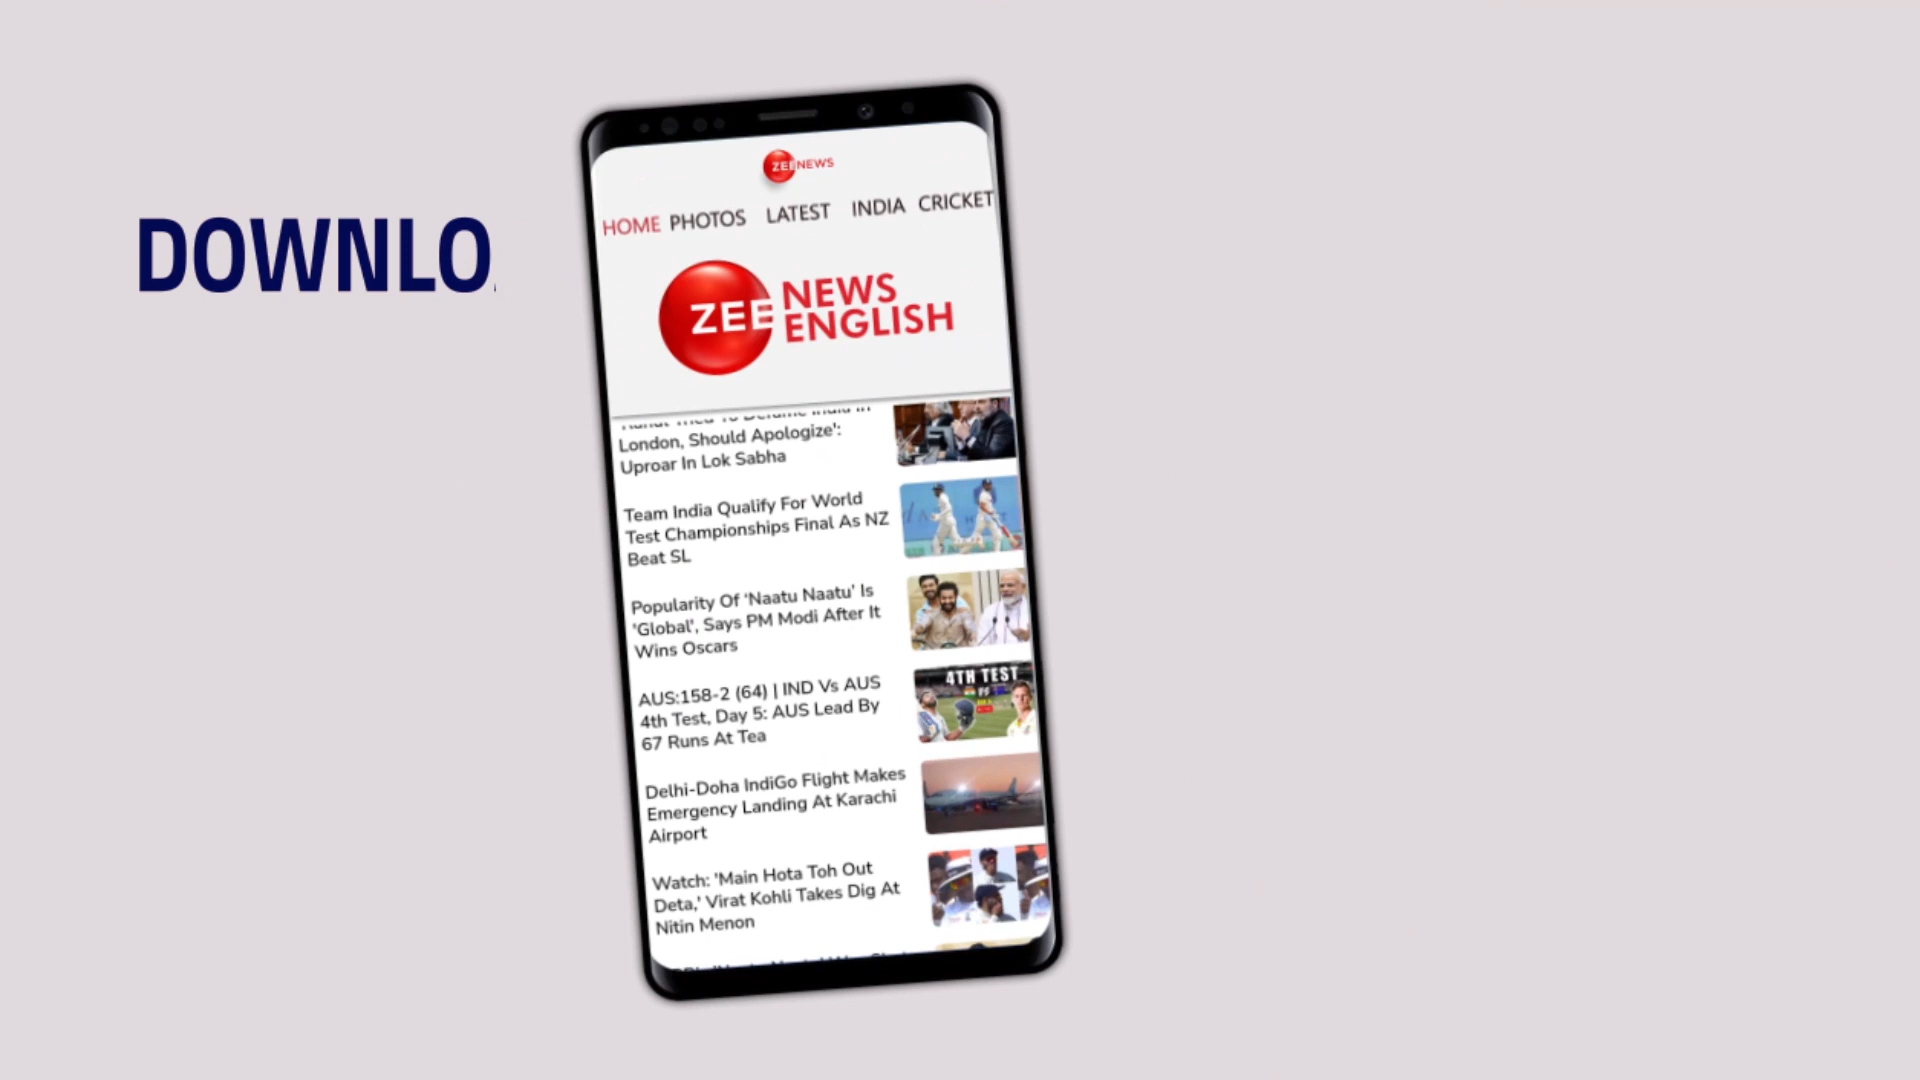 DOWNLO
ZEE NEWS
HOME PHOTOS LATEST INDIA CRICKET
ZEE NEWS
ENGLISH
London, Should Apologize':
Uproar In Lok Sabha
Team India Qualify For World
Test Championships Final As NZ
Beat SL
Popularity Of ‘Naatu Naatu’ Is
'Global', Says PM Modi After It
Wins Oscars
4TH TEST
AUS:158-2 (64) | IND Vs AUS
4th Test, Day 5: AUS Lead By
67 Runs At Tea
Delhi-Doha IndiGo Flight Makes
Emergency Landing At Karachi
Airport
Watch: 'Main Hota Toh Out
Deta,' Virat Kohli Takes Dig At
Nitin Menon